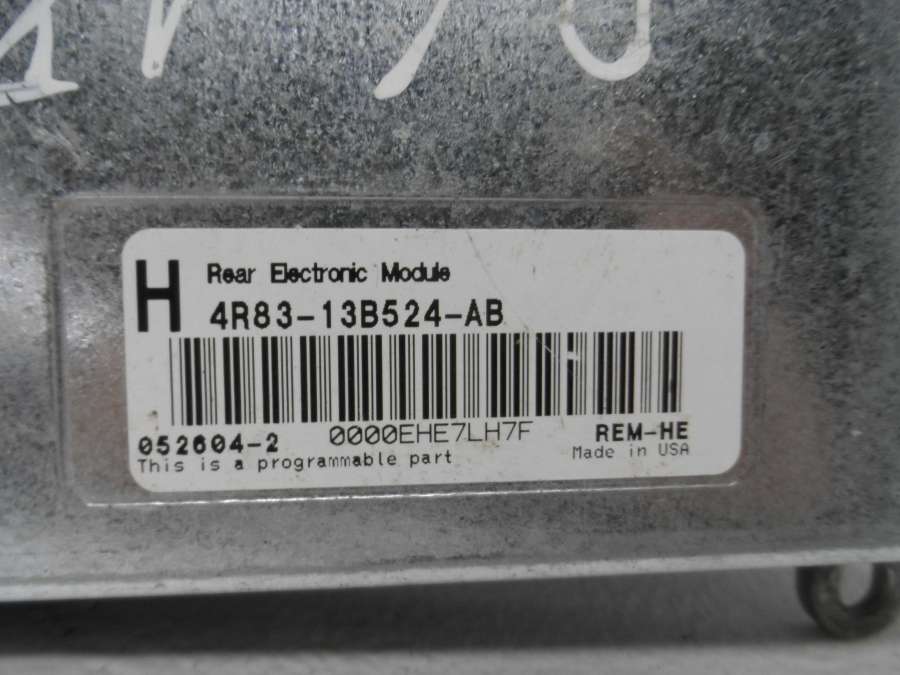 H
Rear Electronic Module
4R83-13B524-AB
0000EHE7LH7F
052604-2
REM-HE
This is a programmable part
Made in USA